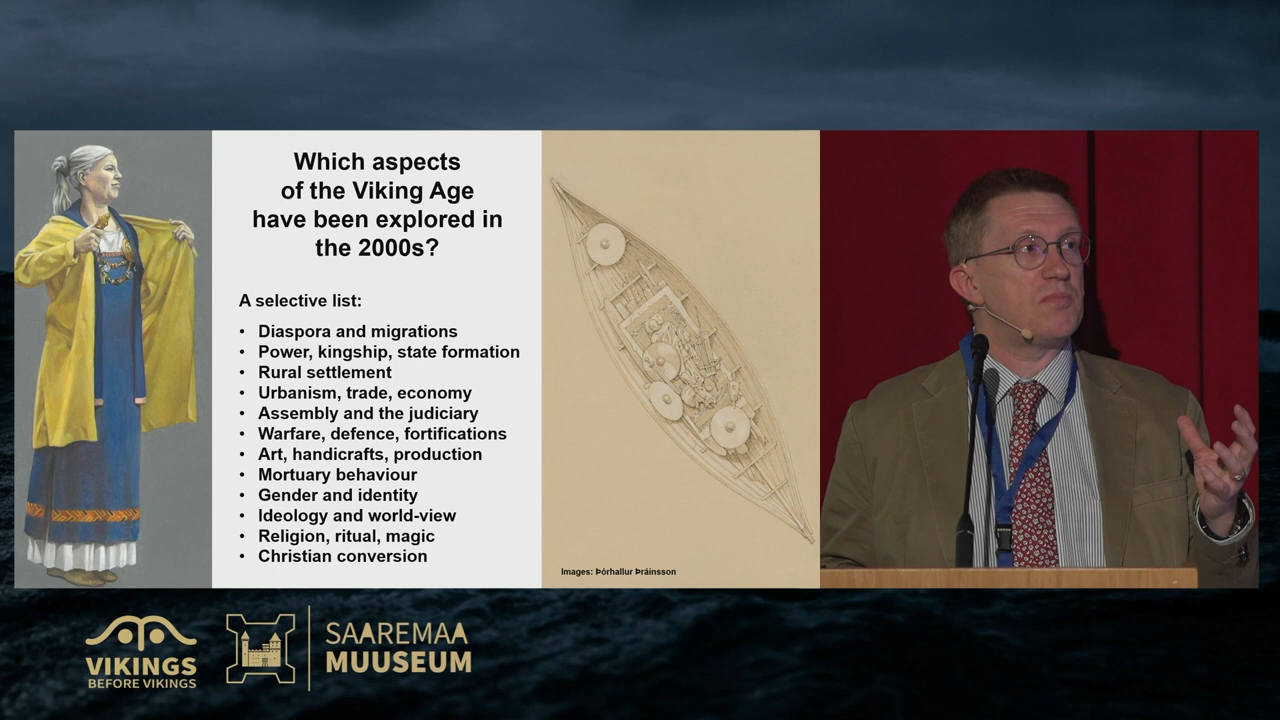 Which aspects
of the Viking Age
have been explored in
the 2000s?
A selective list:
• Diaspora and migrations
• Power, kingship, state formation
• Rural settlement
• Urbanism, trade, economy
• Assembly and the judiciary
• Warfare, defence, fortifications
• Art, handicrafts, production
• Mortuary behaviour
• Gender and identity
• Ideology and world-view
• Religion, ritual, magic
• Christian conversion
Images: Þórhallur Þráinsson
VIKINGS
BEFORE VIKINGS
SAAREMAA
MUUSEUM